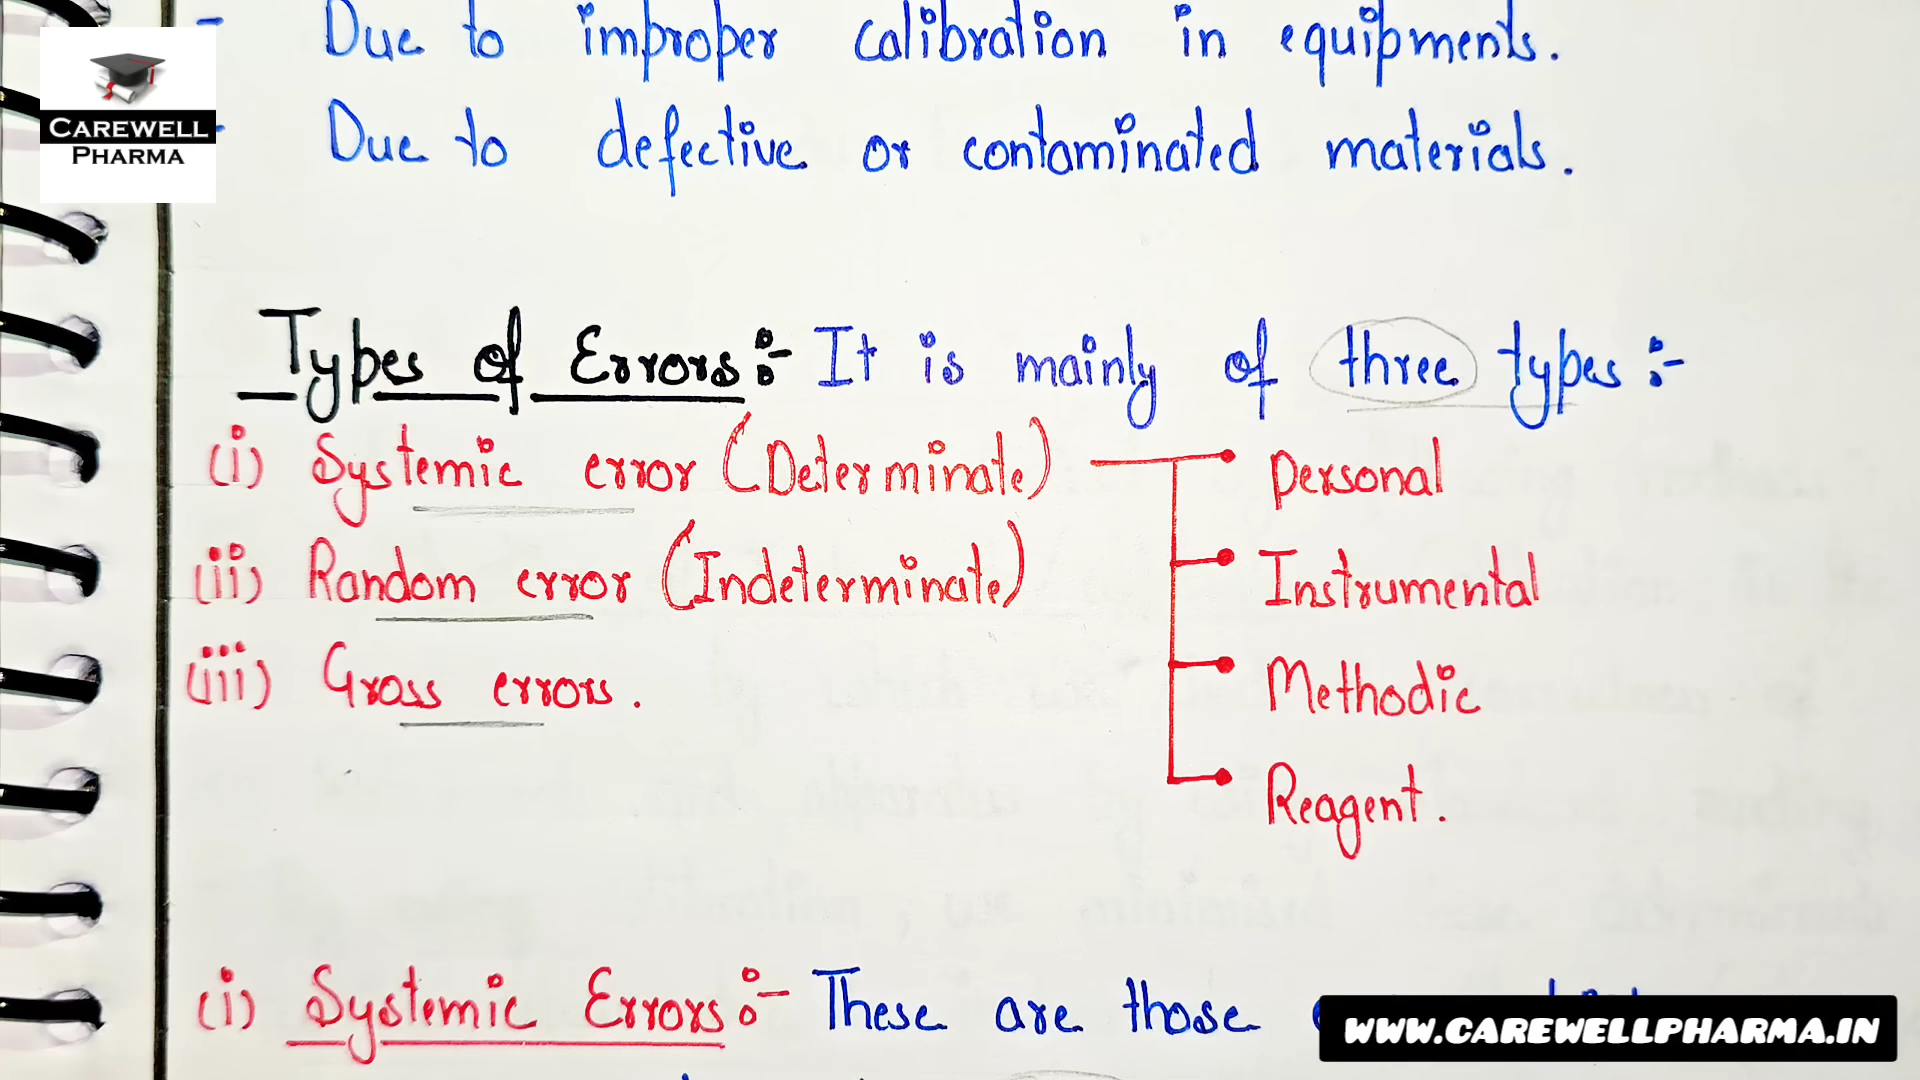 - Due to improper calibration in equipments.
CAREWELL
PHARMA
- Due to defective or contaminated materials.
Types of Errors:- It is mainly of three types :-
(i) Systemic error (Determinate)
(ii) Random error (Indeterminate)
(iii) Gross errors.
Personal
Instrumental
Methodic
Reagent.
(i) Systemic Errors:- These are those
WWW.CAREWELLPHARMA.IN